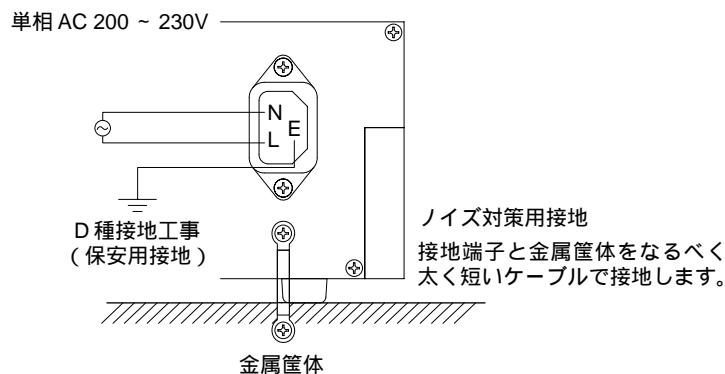 単相 AC 200 ~ 230V
N
E
L
D種接地工事
(保安用接地)
ノイズ対策用接地
接地端子と金属筐体をなるべく
太く短いケーブルで接地します。
金属筐体